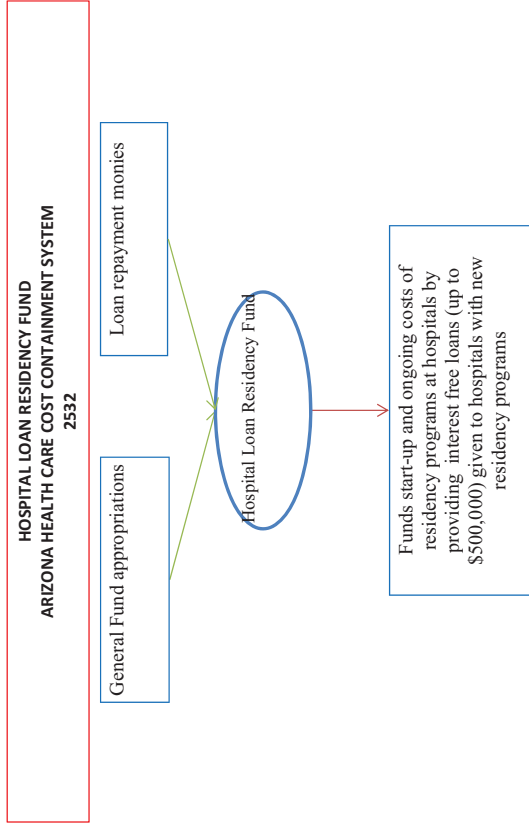 HOSPITAL LOAN RESIDENCY FUND
ARIZONA HEALTH CARE COST CONTAINMENT SYSTEM
2532
General Fund appropriations
Loan repayment monies
Hospital Loan Residency Fund
Funds start-up and ongoing costs of
residency programs at hospitals by
providing interest free loans (up to
$500,000) given to hospitals with new
residency programs